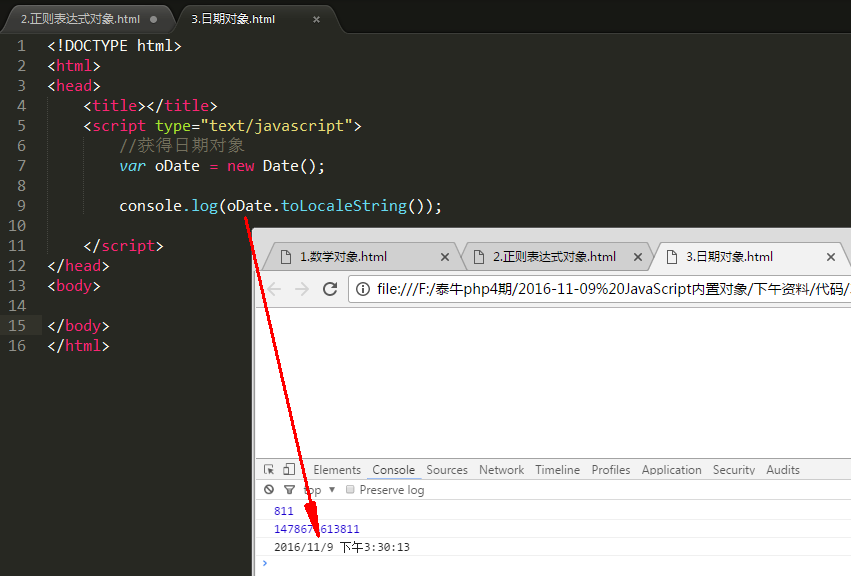 2.正则表达式对象.html
3.日期对象.html ×
1 <!DOCTYPE html>
2 <html>
3 <head>
4 <title></title>
5 <script type="text/javascript">
6 //获得日期对象
7 var oDate = new Date();
8
9 console.log(oDate.toLocaleString());
10
11 </script>
12 </head>
13 <body>
14
15 </body>
16 </html>
1.数学对象.html ×
2.正则表达式对象.html ×
3.日期对象.html ×
file:///F:/泰牛php4期/2016-11-09%20JavaScript内置对象/下午资料/代码/
Elements Console Sources Network Timeline Profiles Application Security Audits
top ▼ Preserve log
811
2016/11/9 下午3:30:13
>